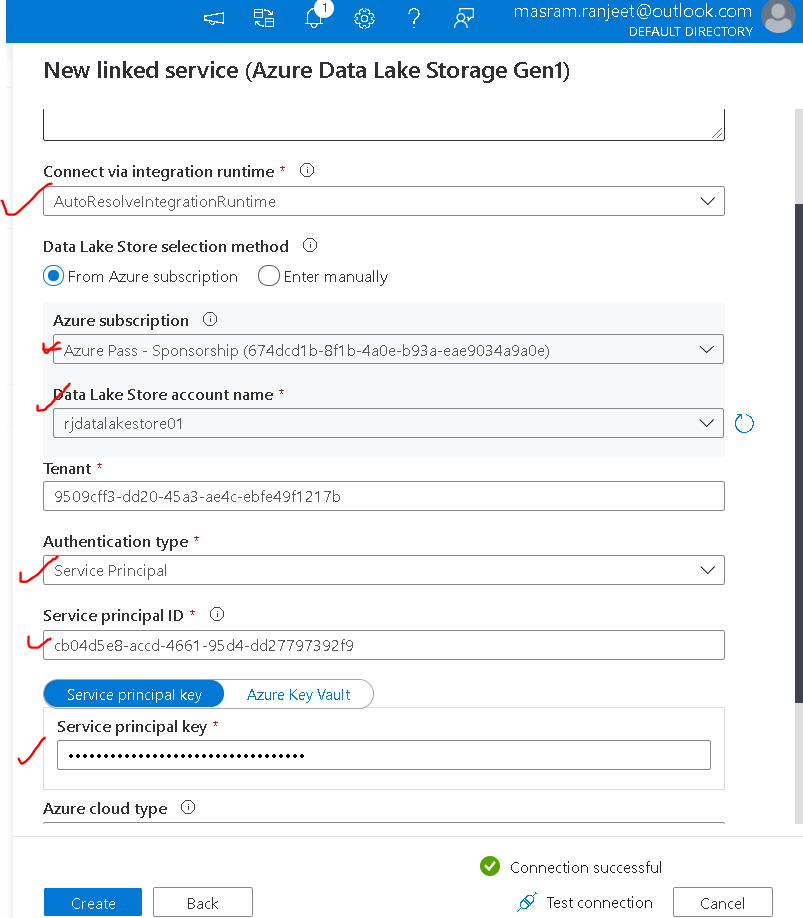 1
masram.ranjeet@outlook.com
DEFAULT DIRECTORY
New linked service (Azure Data Lake Storage Gen1)
Connect via integration runtime *
AutoResolveIntegrationRuntime
Data Lake Store selection method
From Azure subscription Enter manually
Azure subscription
Azure Pass - Sponsorship (674dcd1b-8f1b-4a0e-b93a-eae9034a9a0e)
Data Lake Store account name *
rjdatalakestore01
Tenant *
9509cff3-dd20-45a3-ae4c-ebfe49f1217b
Authentication type *
Service Principal
Service principal ID *
cb04d5e8-accd-4661-95d4-dd27797392f9
Service principal key Azure Key Vault
Service principal key *
••••••••••••••••••••••••••••••••••
Azure cloud type
Connection successful
Create Back Test connection Cancel